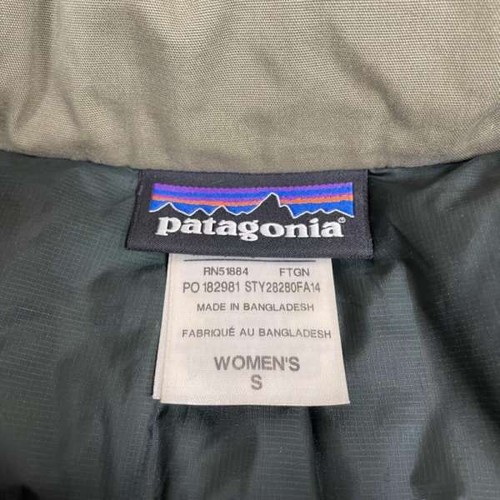 patagonia®
RN51884 FTGN
PO 182981 STY28280FA14
MADE IN BANGLADESH
FABRIQUÉ AU BANGLADESH
WOMEN'S
S